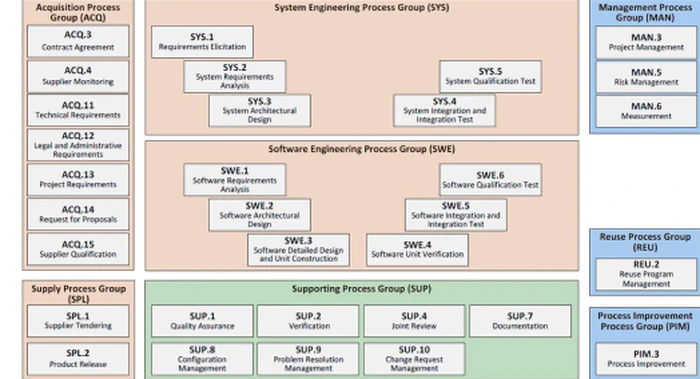 Acquisition Process
Group (ACQ)
ACQ.3
Contract Agreement
ACQ.4
Supplier Monitoring
ACQ.11
Technical Requirements
ACQ.12
Legal and Administrative
Requirements
ACQ.13
Project Requirements
ACQ.14
Request for Proposals
ACQ.15
Supplier Qualification
System Engineering Process Group (SYS)
SYS.1
Requirements Elicitation
SYS.2
System Requirements
Analysis
SYS.3
System Architectural
Design
SYS.5
System Qualification Test
SYS.4
System Integration and
Integration Test
Software Engineering Process Group (SWE)
SWE.1
Software Requirements
Analysis
SWE.2
Software Architectural
Design
SWE.3
Software Detailed Design
and Unit Construction
SWE.6
Software Qualification Test
SWE.5
Software Integration and
Integration Test
SWE.4
Software Unit Verification
Management Process
Group (MAN)
MAN.3
Project Management
MAN.5
Risk Management
MAN.6
Measurement
Reuse Process Group
(REU)
REU.2
Reuse Program
Management
Supply Process Group
(SPL)
SPL.1
Supplier Tendering
SPL.2
Product Release
Supporting Process Group (SUP)
SUP.1
Quality Assurance
SUP.2
Verification
SUP.4
Joint Review
SUP.7
Documentation
SUP.8
Configuration
Management
SUP.9
Problem Resolution
Management
SUP.10
Change Request
Management
Process Improvement
Process Group (PIM)
PIM.3
Process Improvement